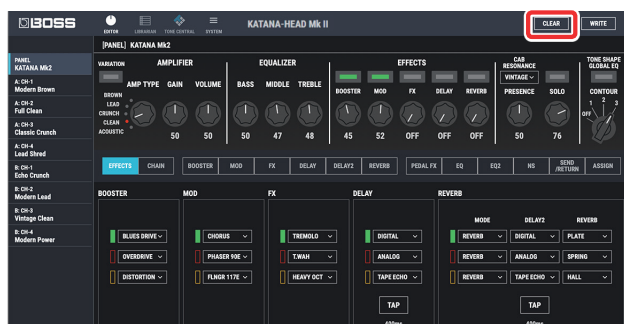 BOSS
EDITOR
LIBRARIAN
TONE CENTRAL
SYSTEM
KATANA-HEAD Mk II
CLEAR
WRITE
[PANEL] KATANA Mk2
PANEL
KATANA Mk2
A: CH-1
Modern Brown
A: CH-2
Full Clean
A: CH-3
Classic Crunch
A: CH-4
Lead Shred
B: CH-1
Echo Crunch
B: CH-2
Modern Lead
B: CH-3
Vintage Clean
B: CH-4
Modern Power
VARIATION
AMPLIFIER
AMP TYPE GAIN VOLUME
BROWN
LEAD
CRUNCH
CLEAN
ACOUSTIC
50 50
EQUALIZER
BASS MIDDLE TREBLE
50 47 48
EFFECTS
BOOSTER MOD FX DELAY REVERB
45 52 OFF OFF OFF
CAB
RESONANCE
VINTAGE
PRESENCE SOLO
50 76
TONE SHAPE
GLOBAL EQ
CONTOUR
1 2 3
OFF
EFFECTS CHAIN BOOSTER MOD FX DELAY DELAY2 REVERB PEDAL FX EQ EQ2 NS SEND
/RETURN ASSIGN
BOOSTER
BLUES DRIVE
OVERDRIVE
DISTORTION
MOD
CHORUS
PHASER 90E
FLNGR 117E
FX
TREMOLO
T.WAH
HEAVY OCT
DELAY
DIGITAL
ANALOG
TAPE ECHO
TAP
REVERB
MODE DELAY2 REVERB
REVERB DIGITAL PLATE
REVERB ANALOG SPRING
REVERB TAPE ECHO HALL
TAP